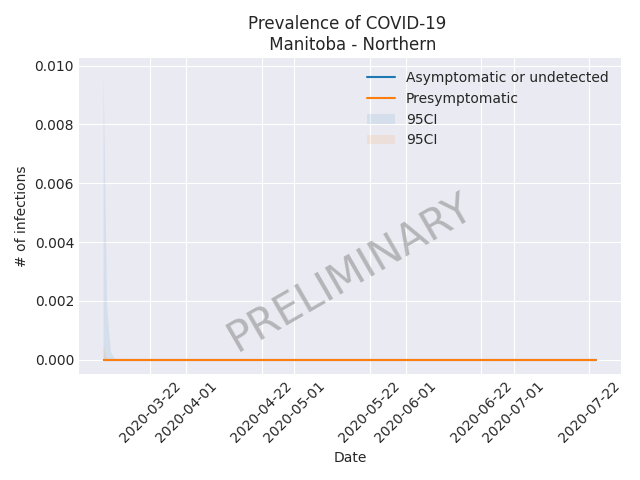 Prevalence of COVID-19
Manitoba - Northern
0.010
0.008
0.006
0.004
0.002
0.000
# of infections
Asymptomatic or undetected
Presymptomatic
95CI
95CI
PRELIMINARY
2020-03-22
2020-04-01
2020-04-22
2020-05-01
2020-05-22
2020-06-01
2020-06-22
2020-07-01
2020-07-22
Date